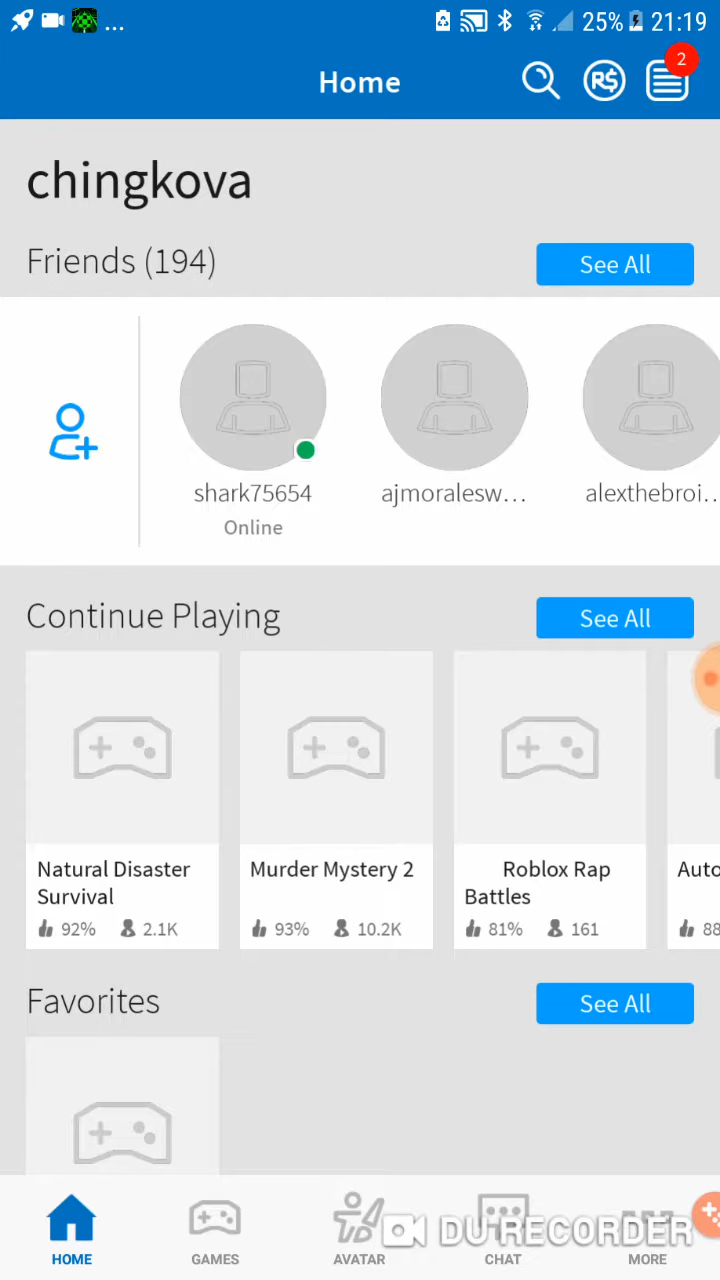 ... 25% 21:19
Home R$ 2
chingkova
Friends (194) See All
shark75654 ajmoralesw... alexthebroi...
Online
Continue Playing See All
Natural Disaster Survival
92% 2.1K
Murder Mystery 2
93% 10.2K
Roblox Rap Battles
81% 161
Auto
88
Favorites See All
DU RECORDER
HOME GAMES AVATAR CHAT MORE